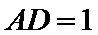 AD = 1